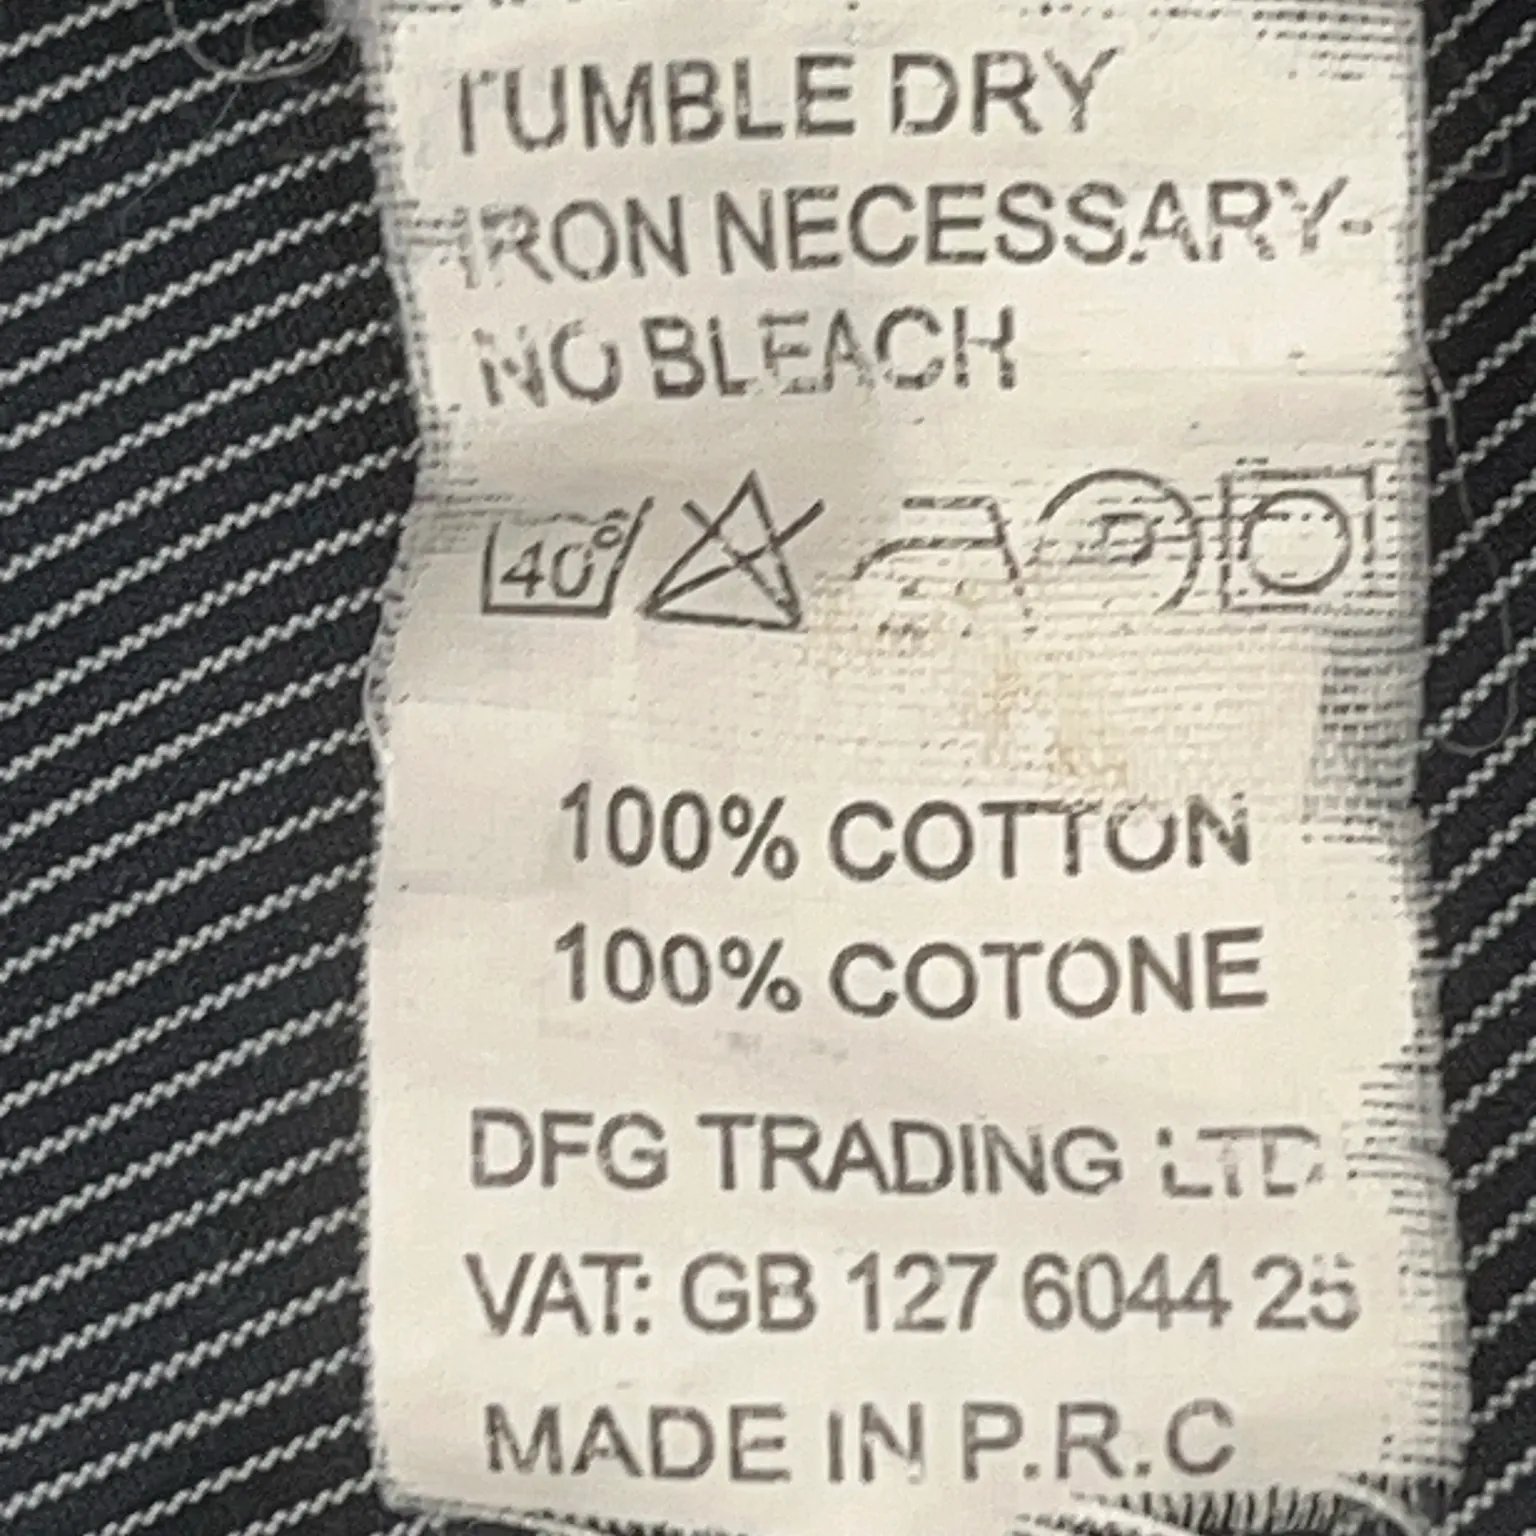 TUMBLE DRY
IRON NECESSARY-
NO BLEACH
40°
100% COTTON
100% COTONE
DFG TRADING LTD
VAT: GB 127 6044 25
MADE IN P.R.C